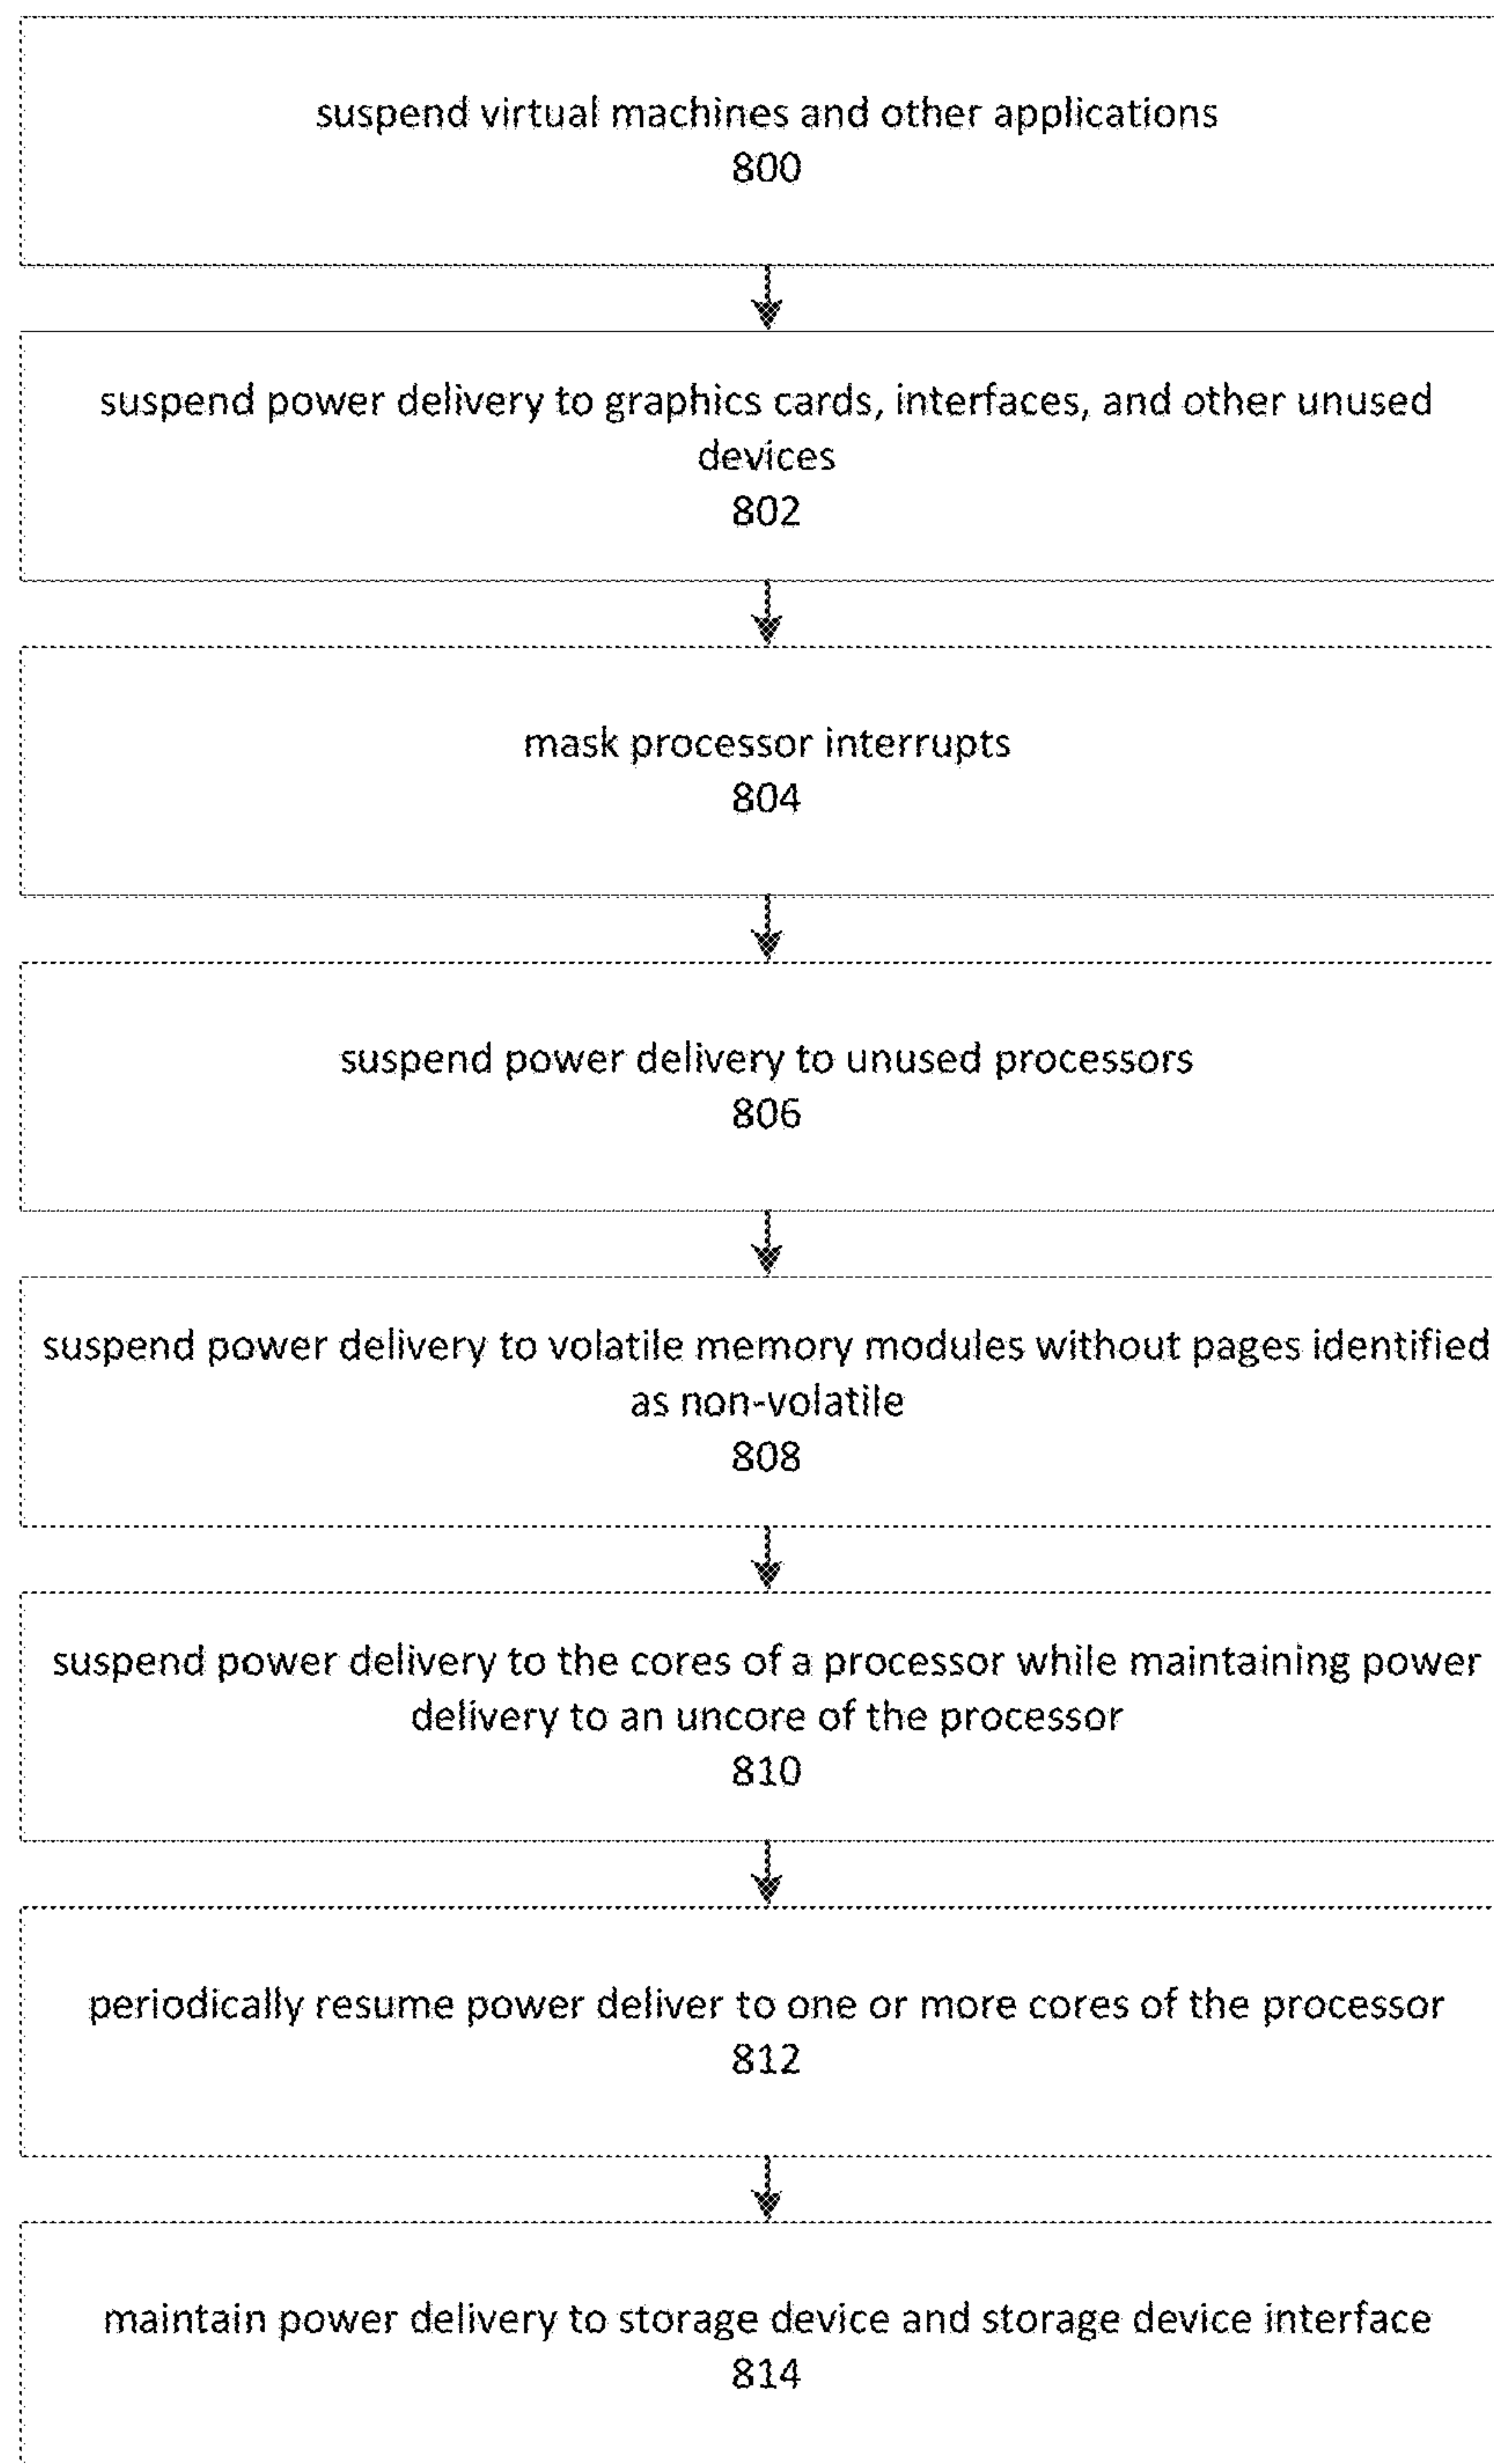 suspend virtual machines and other applications
800
suspend power delivery to graphics cards, interfaces, and other unused
devices
802
mask processor interrupts
804
suspend power delivery to unused processors
806
suspend power delivery to volatile memory modules without pages identified
as non-volatile
808
suspend power delivery to the cores of a processor while maintaining power
delivery to an uncore of the processor
810
periodically resume power deliver to one or more cores of the processor
812
maintain power delivery to storage device and storage device interface
814